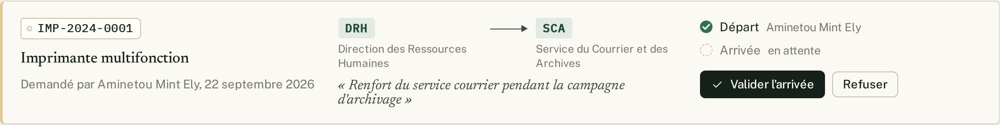 IMP-2024-0001
Imprimante multifonction
Demandé par Aminetou Mint Ely, 22 septembre 2026
DRH
Direction des Ressources
Humaines
SCA
Service du Courrier et des
Archives
« Renfort du service courrier pendant la campagne
d'archivage »
Départ Aminetou Mint Ely
Arrivée en attente
Valider l'arrivée
Refuser